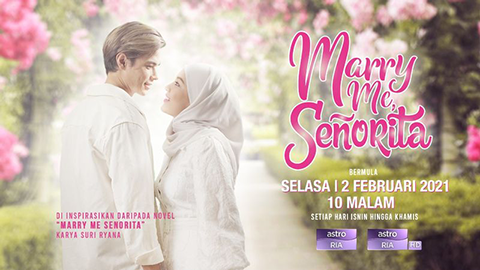 Marry
Me,
Señorita
BERMULA
SELASA | 2 FEBRUARI 2021
10 MALAM
SETIAP HARI ISNIN HINGGA KHAMIS
DI INSPIRASIKAN DARIPADA NOVEL
"MARRY ME SENORITA"
KARYA SURI RYANA
astro astro
RIA RIA HD